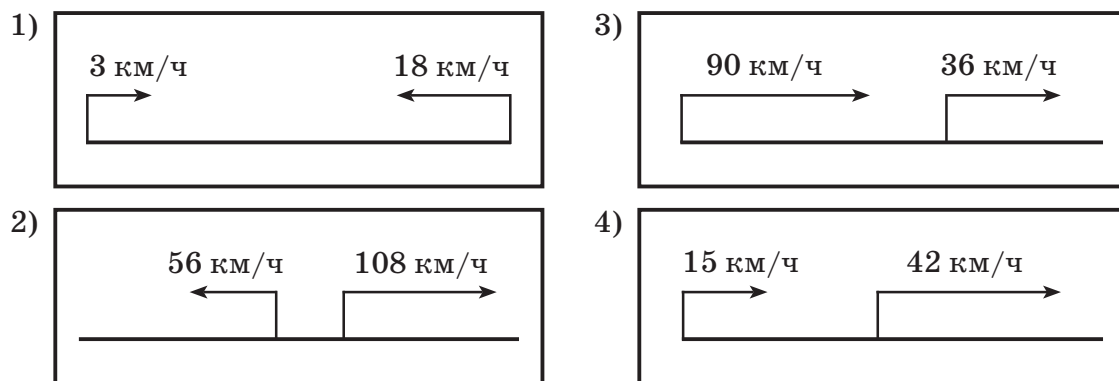 1)
3 км/ч 18 км/ч
2)
56 км/ч 108 км/ч
3)
90 км/ч 36 км/ч
4)
15 км/ч 42 км/ч